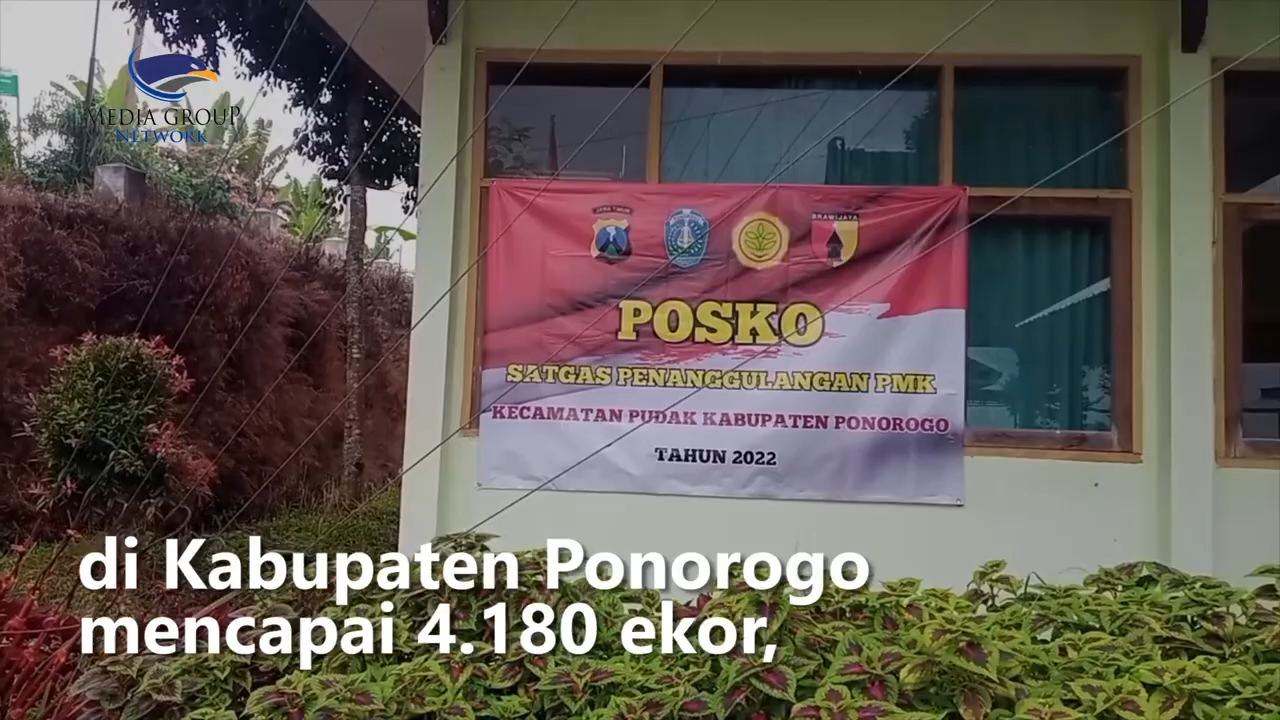 MEDIA GROUP
NETWORK
JAWA TIMUR
BRAWIJAYA
POSKO
SATGAS PENANGGULANGAN PMK
KECAMATAN PUDAK KABUPATEN PONOROGO
TAHUN 2022
di Kabupaten Ponorogo
mencapai 4.180 ekor,